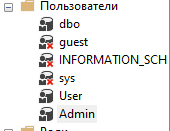 Пользователи
dbo
guest
INFORMATION_SCH
sys
User
Admin